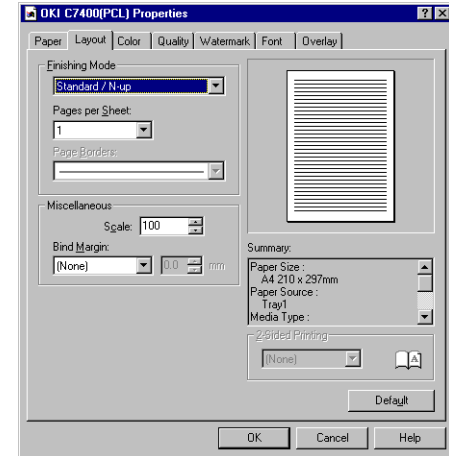 OKI C7400(PCL) Properties
Paper Layout Color Quality Watermark Font Overlay
Finishing Mode
Standard / N-up
Pages per Sheet:
1
Page Borders:
Miscellaneous
Scale: 100
Bind Margin:
(None) 0.0 mm
Summary:
Paper Size :
A4 210 x 297mm
Paper Source :
Tray1
Media Type :
2-Sided Printing
(None) A
Default
OK Cancel Help